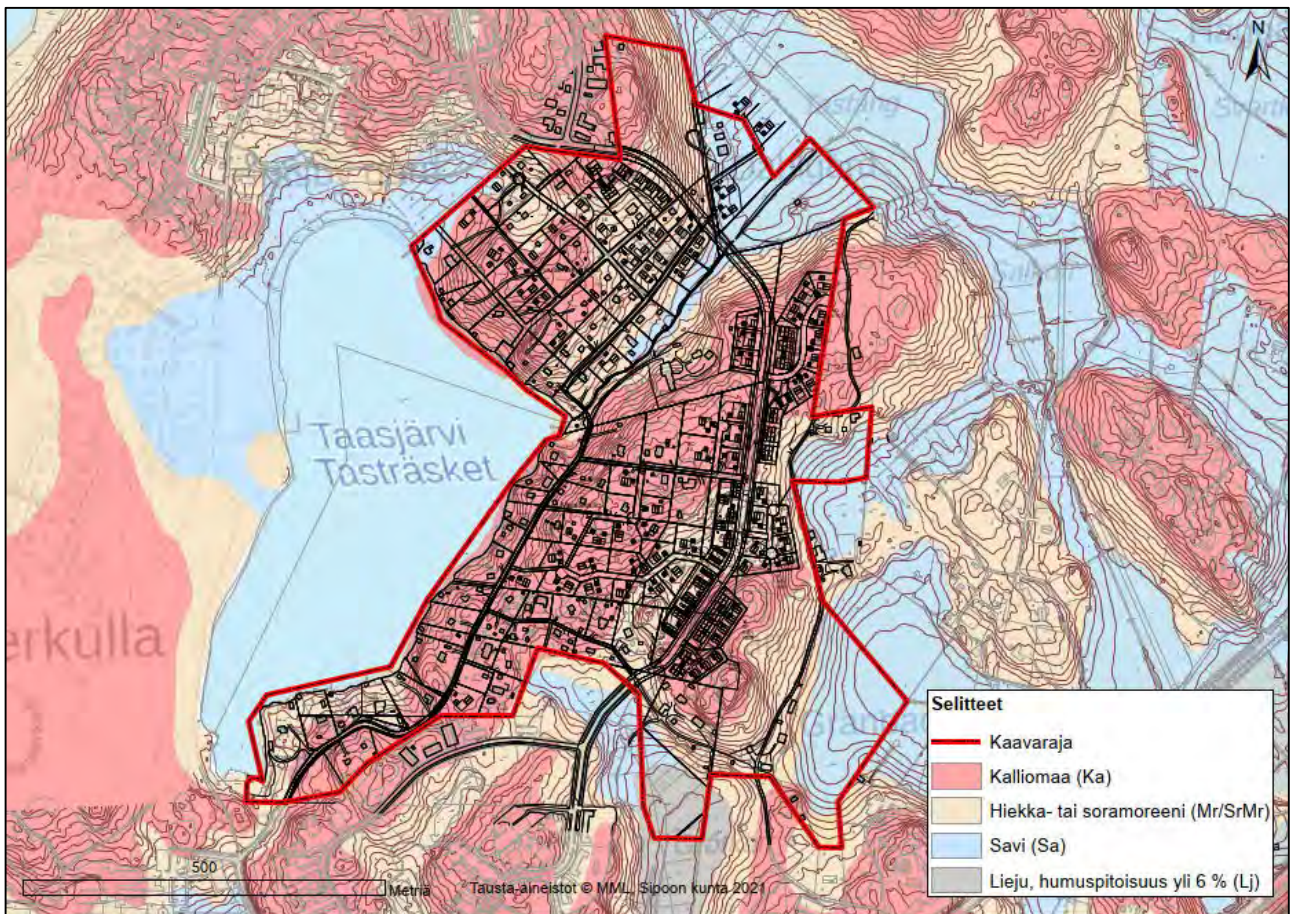 N
Taasjärvi
Tasträsket
erkulla
Selitteet
Kaavaraja
Kalliomaa (Ka)
Hiekka- tai soramoreeni (Mr/SrMr)
Savi (Sa)
Lieju, humuspitoisuus yli 6 % (Lj)
500
Metriä
Tausta-aineistot © MML, Sipoon kunta 2021